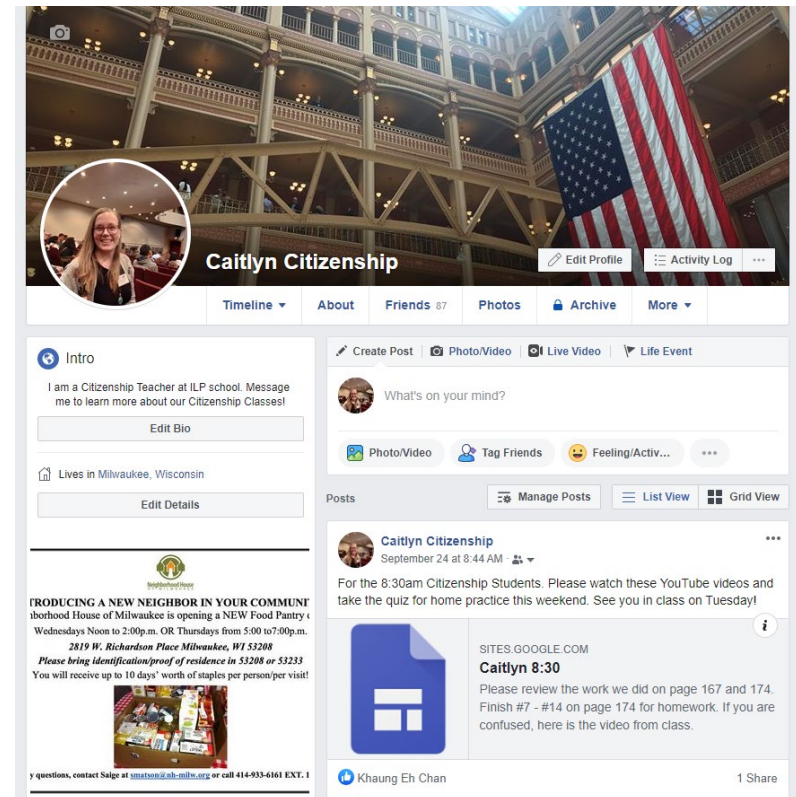 Caitlyn Citizenship
Edit Profile
Activity Log
Timeline
About
Friends 87
Photos
Archive
More
Intro
I am a Citizenship Teacher at ILP school. Message
me to learn more about our Citizenship Classes!
Edit Bio
Lives in Milwaukee, Wisconsin
Edit Details
Neighborhood House
OF MILWAUKEE
TRODUCING A NEW NEIGHBOR IN YOUR COMMUNI
hborhood House of Milwaukee is opening a NEW Food Pantry
Wednesdays Noon to 2:00p.m. OR Thursdays from 5:00 to7:00p.m.
2819 W. Richardson Place Milwaukee, WI 53208
Please bring identification/proof of residence in 53208 or 53233
You will receive up to 10 days' worth of staples per person/per visit!
y questions, contact Saige at smatson@nh-milw.org or call 414-933-6161 EXT. 1
Create Post
Photo/Video
Live Video
Life Event
What's on your mind?
Photo/Video
Tag Friends
Feeling/Activ...
Posts
Manage Posts
List View
Grid View
Caitlyn Citizenship
September 24 at 8:44 AM ·
For the 8:30am Citizenship Students. Please watch these YouTube videos and
take the quiz for home practice this weekend. See you in class on Tuesday!
SITES.GOOGLE.COM
Caitlyn 8:30
Please review the work we did on page 167 and 174.
Finish #7 - #14 on page 174 for homework. If you are
confused, here is the video from class.
Khaung Eh Chan
1 Share